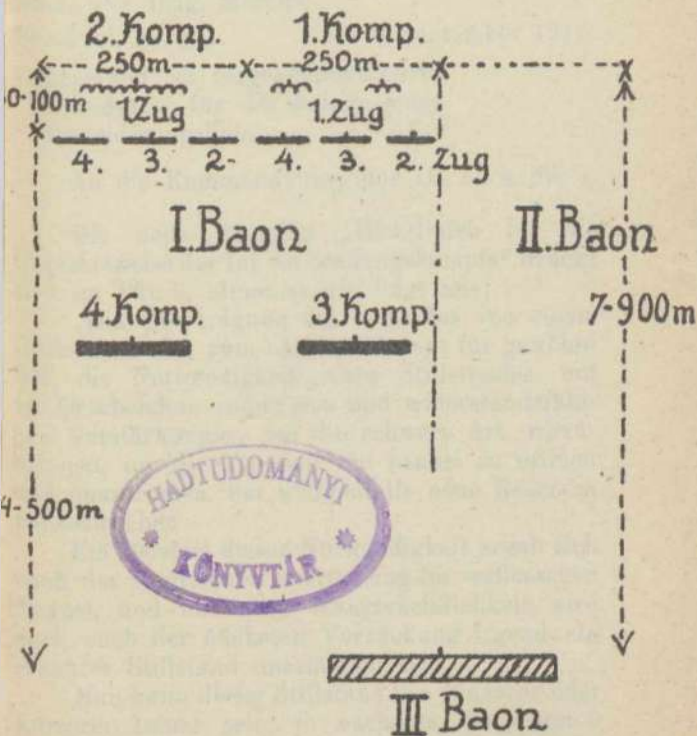 2.Komp. 1.Komp.
250m 250m
0-100m
1.Zug 1.Zug
4. 3. 2. 4. 3. 2. Zug
I.Baon II.Baon
4.Komp. 3.Komp. 7-900m
4-500m
HADTUDOMÁNYI
KÖNYVTÁR
III Baon